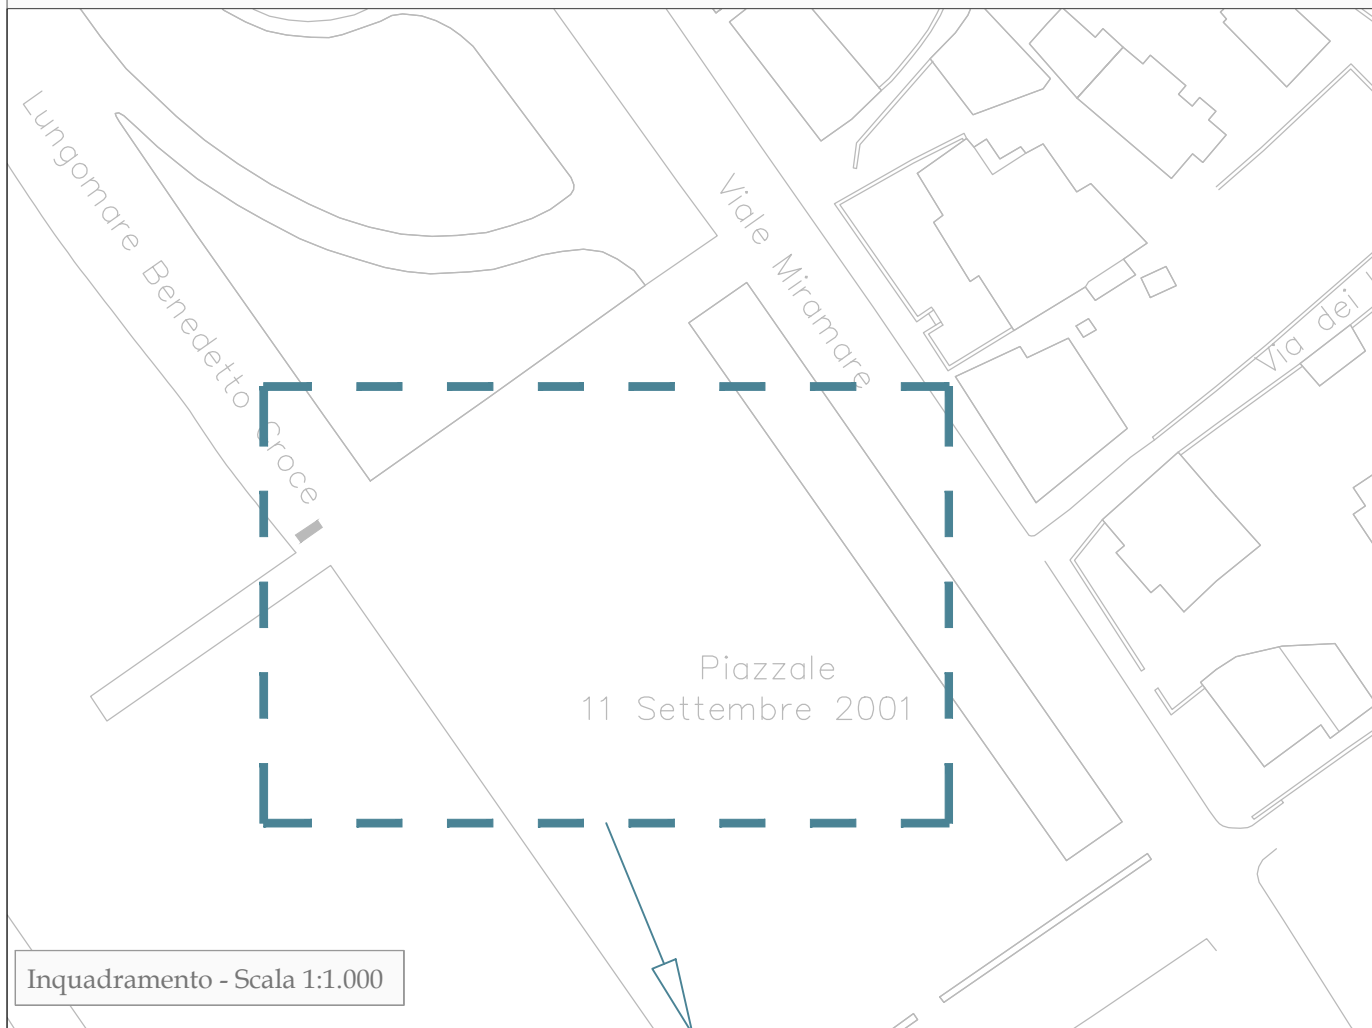 Lungomare Benedetto Croce
Viale Miramare
Via dei
Piazzale
11 Settembre 2001
Inquadramento - Scala 1:1.000